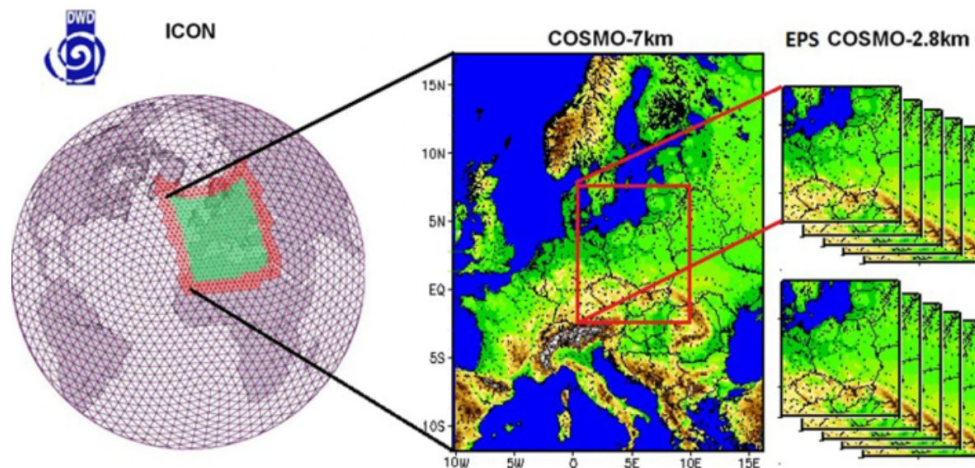 DWD
ICON
COSMO-7km
EPS COSMO-2.8km
15N
10N
5N
EQ
5S
10S
10W
5W
0
5E
10E
15E